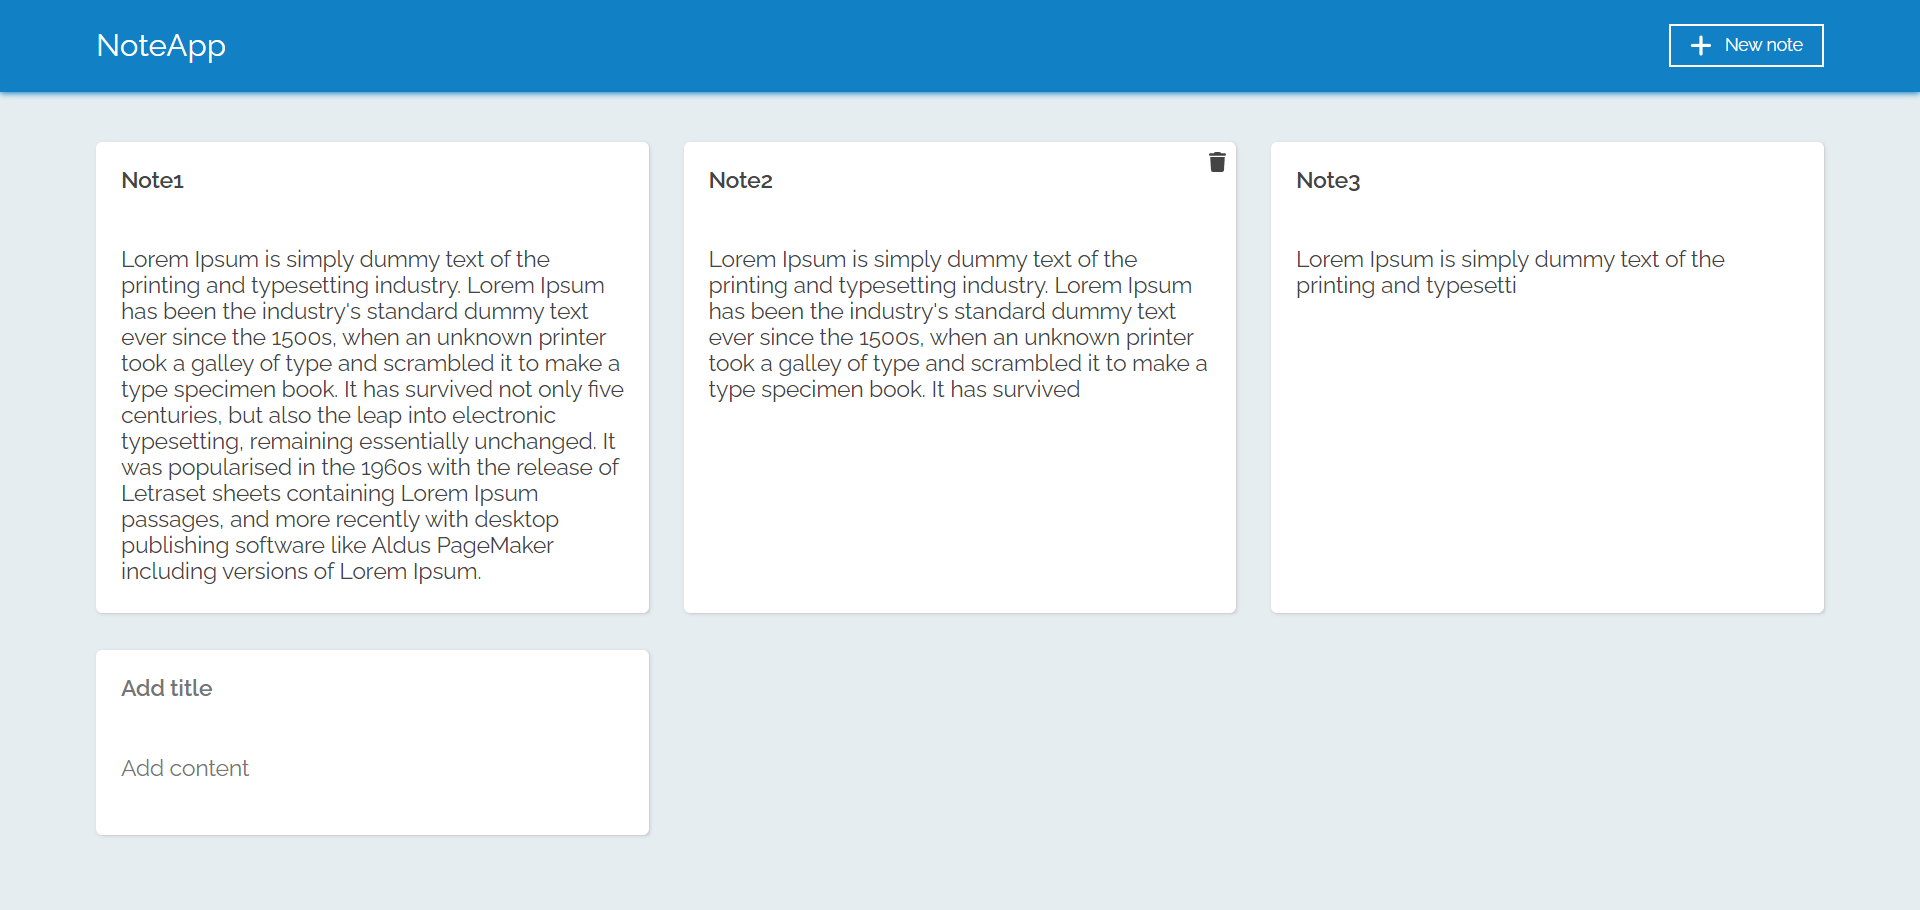 NoteApp
New note
Note1
Lorem Ipsum is simply dummy text of the
printing and typesetting industry. Lorem Ipsum
has been the industry's standard dummy text
ever since the 1500s, when an unknown printer
took a galley of type and scrambled it to make a
type specimen book. It has survived not only five
centuries, but also the leap into electronic
typesetting, remaining essentially unchanged. It
was popularised in the 1960s with the release of
Letraset sheets containing Lorem Ipsum
passages, and more recently with desktop
publishing software like Aldus PageMaker
including versions of Lorem Ipsum.
Note2
Lorem Ipsum is simply dummy text of the
printing and typesetting industry. Lorem Ipsum
has been the industry's standard dummy text
ever since the 1500s, when an unknown printer
took a galley of type and scrambled it to make a
type specimen book. It has survived
Note3
Lorem Ipsum is simply dummy text of the
printing and typesetti
Add title
Add content